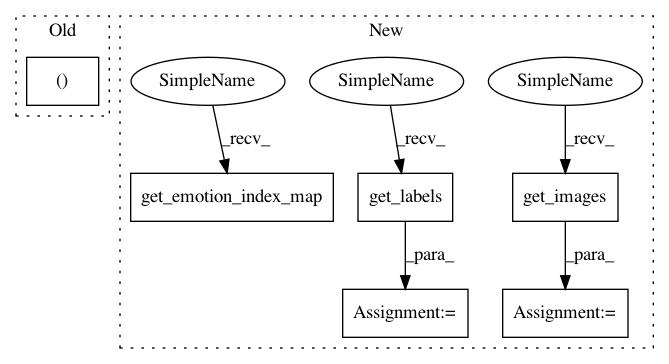 Old
New
()
SimpleName
SimpleName
SimpleName
_recv_
_recv_
_recv_
get_emotion_index_map
get_labels
get_images
_para_
_para_
Assignment:=
Assignment:=